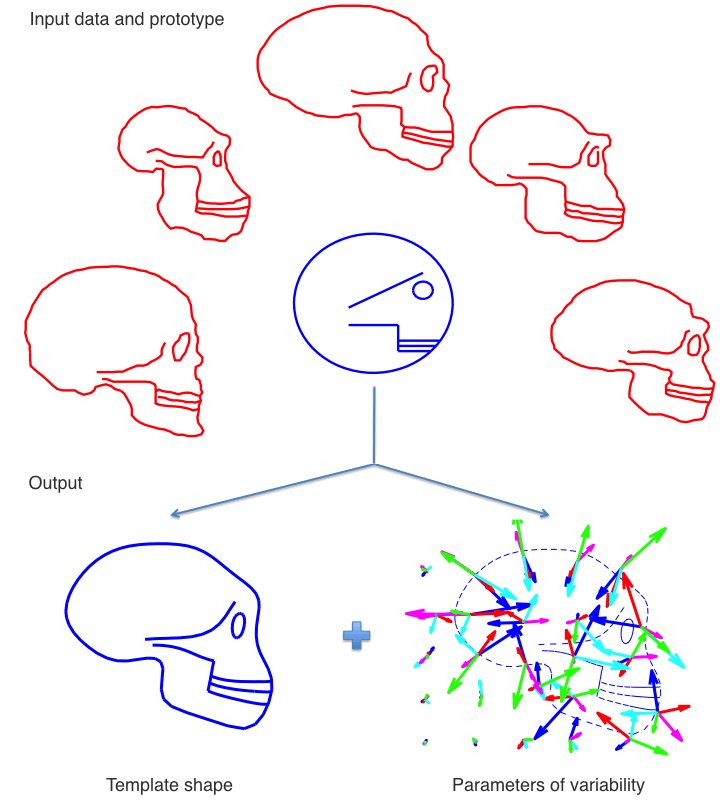 Input data and prototype
Output
Template shape
Parameters of variability